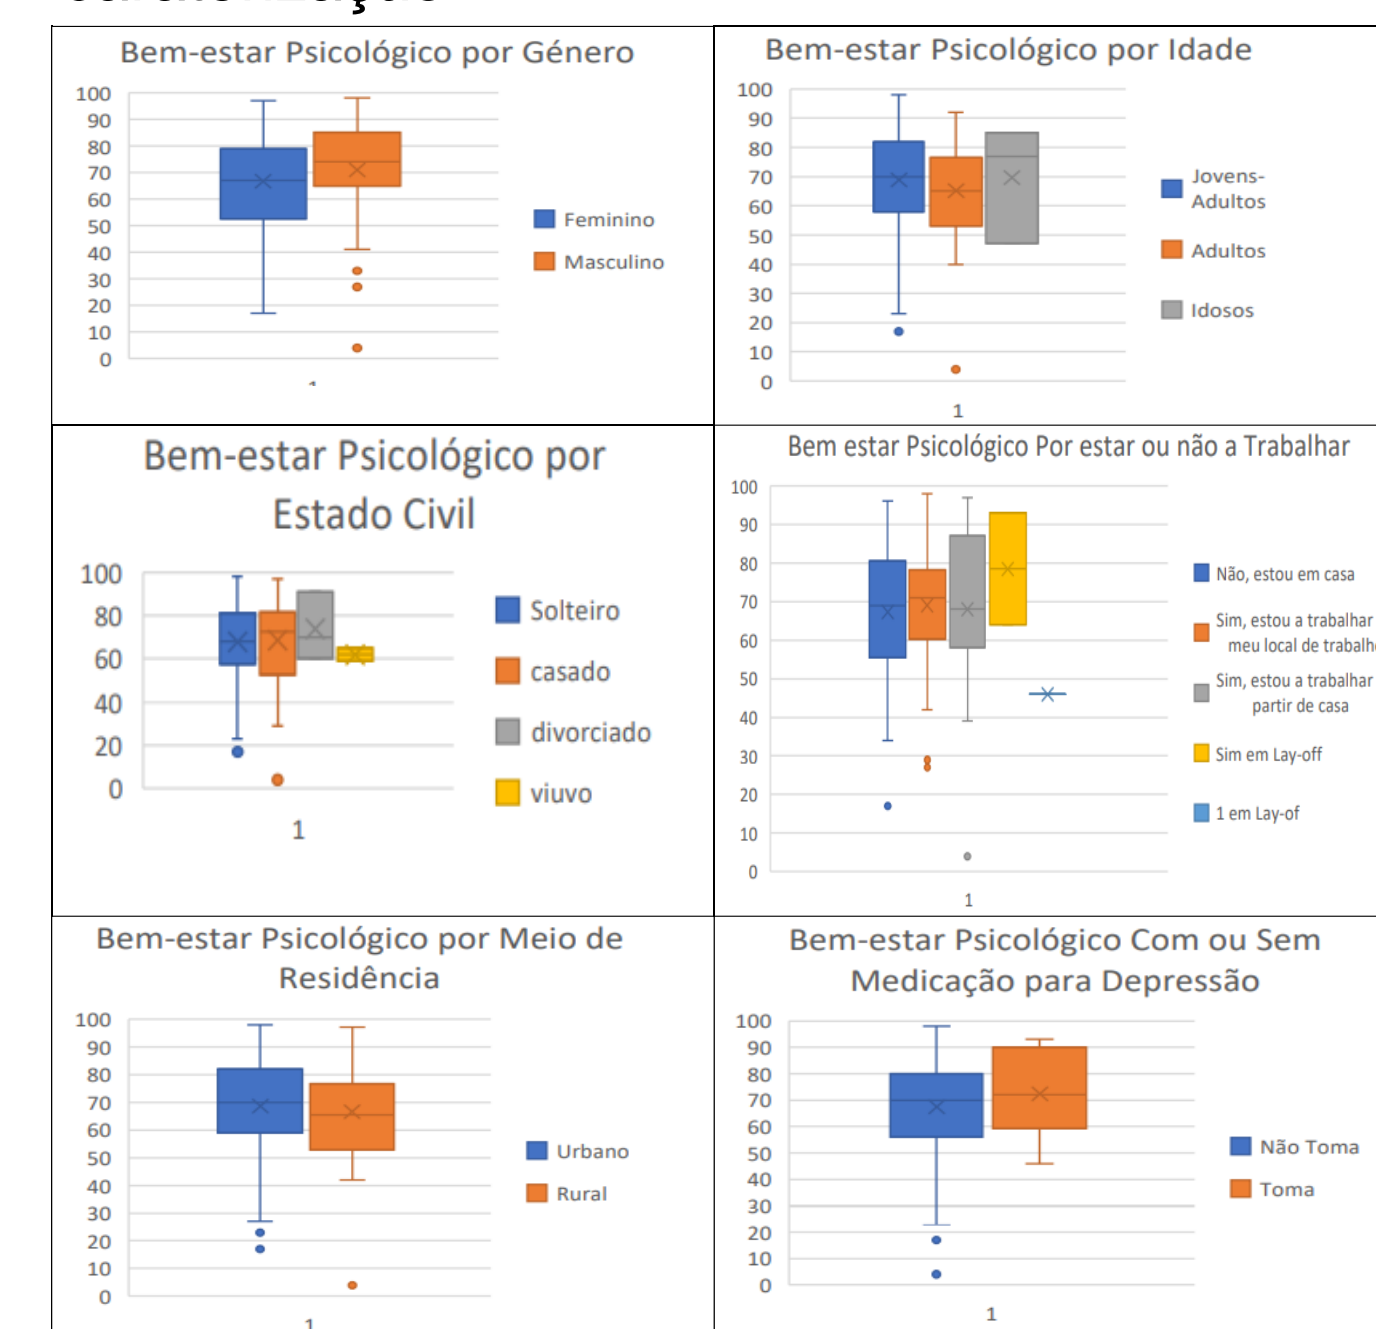 Bem-estar Psicológico por Género
100
90
80
70
60
50
40
30
20
10
0
1
Feminino
Masculino
Bem-estar Psicológico por Idade
100
90
80
70
60
50
40
30
20
10
0
1
Jovens-
Adultos
Adultos
Idosos
Bem-estar Psicológico por
Estado Civil
100
80
60
40
20
0
1
Solteiro
casado
divorciado
viuvo
Bem estar Psicológico Por estar ou não a Trabalhar
100
90
80
70
60
50
40
30
20
10
0
1
Não, estou em casa
Sim, estou a trabalhar
meu local de trabalho
Sim, estou a trabalhar
partir de casa
Sim em Lay-off
1 em Lay-of
Bem-estar Psicológico por Meio de
Residência
100
90
80
70
60
50
40
30
20
10
0
1
Urbano
Rural
Bem-estar Psicológico Com ou Sem
Medicação para Depressão
100
90
80
70
60
50
40
30
20
10
0
1
Não Toma
Toma